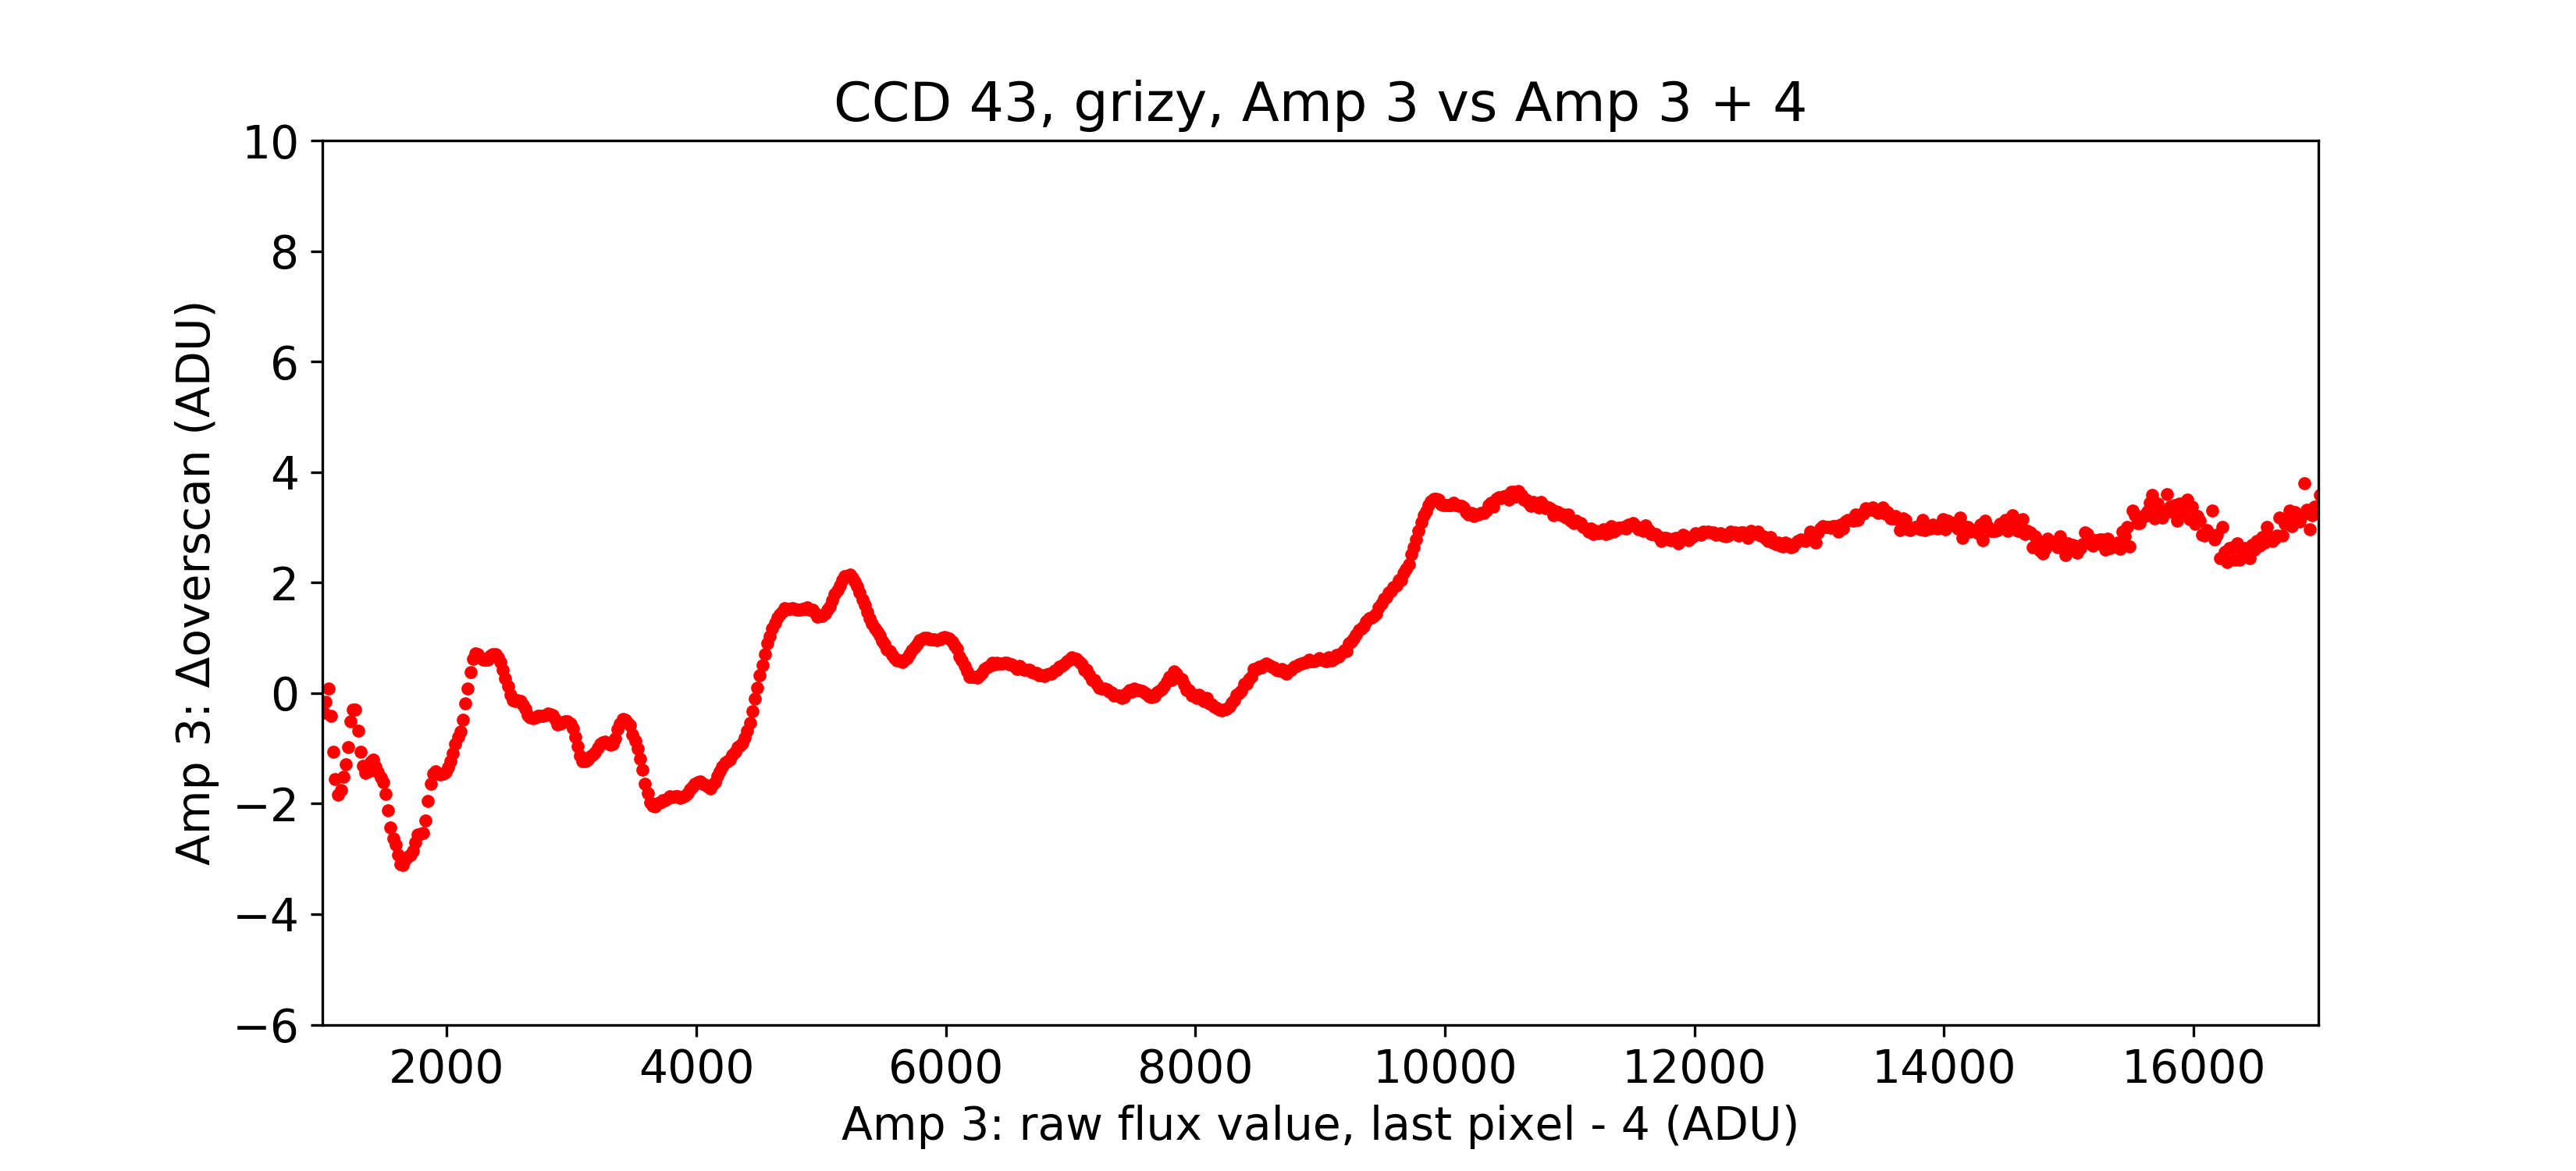 CCD 43, grizy, Amp 3 vs Amp 3 + 4
10
8
6
4
2
0
−2
−4
−6
Amp 3: Δoverscan (ADU)
2000 4000 6000 8000 10000 12000 14000 16000
Amp 3: raw flux value, last pixel - 4 (ADU)